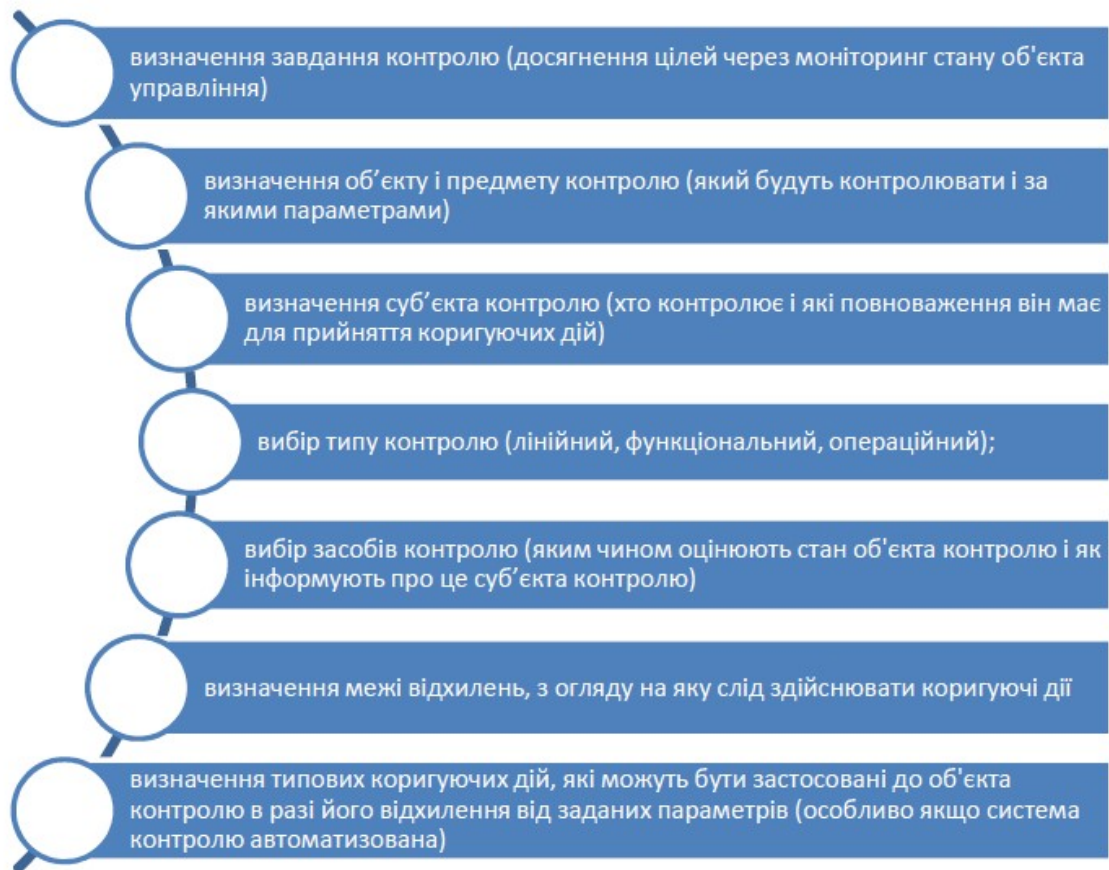 визначення завдання контролю (досягнення цілей через моніторинг стану об'єкта
управління)
визначення об’єкту і предмету контролю (який будуть контролювати і за
якими параметрами)
визначення суб’єкта контролю (хто контролює і які повноваження він має
для прийняття коригуючих дій)
вибір типу контролю (лінійний, функціональний, операційний);
вибір засобів контролю (яким чином оцінюють стан об'єкта контролю і як
інформують про це суб’єкта контролю)
визначення межі відхилень, з огляду на яку слід здійснювати коригуючі дії
визначення типових коригуючих дій, які можуть бути застосовані до об'єкта
контролю в разі його відхилення від заданих параметрів (особливо якщо система
контролю автоматизована)